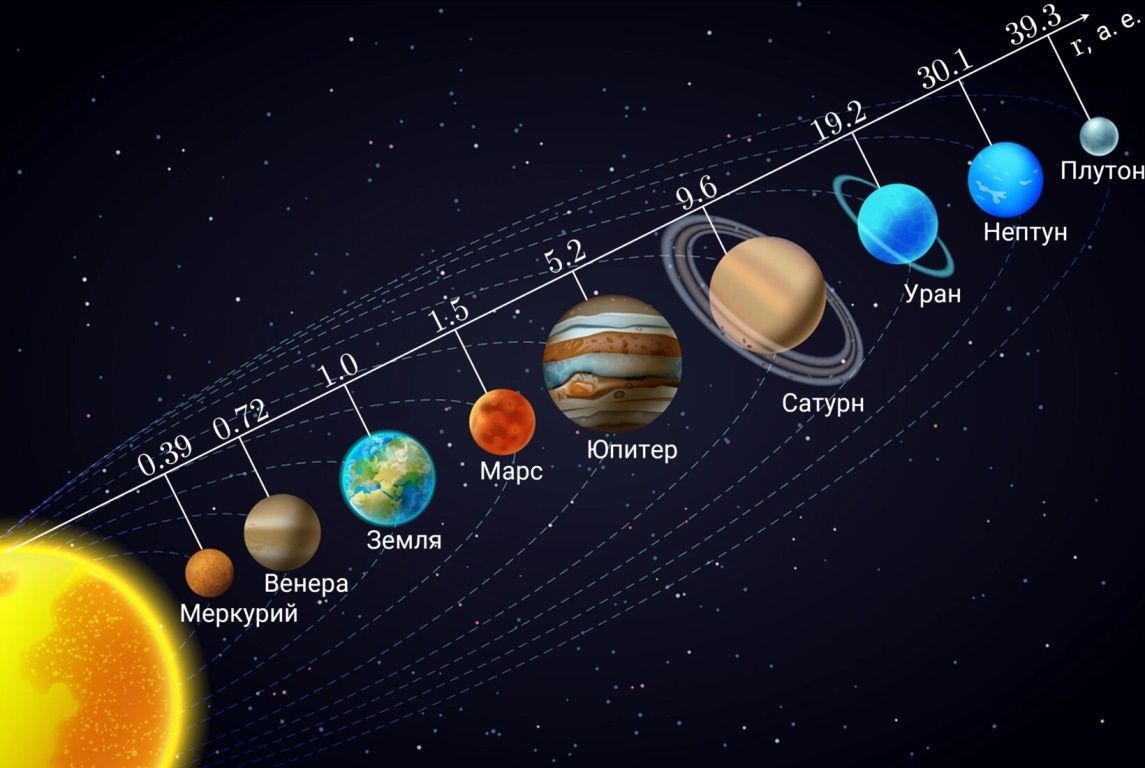 0.39
0.72
1.0
1.5
5.2
9.6
19.2
30.1
39.3
r, а. е.
Меркурий
Венера
Земля
Марс
Юпитер
Сатурн
Уран
Нептун
Плутон